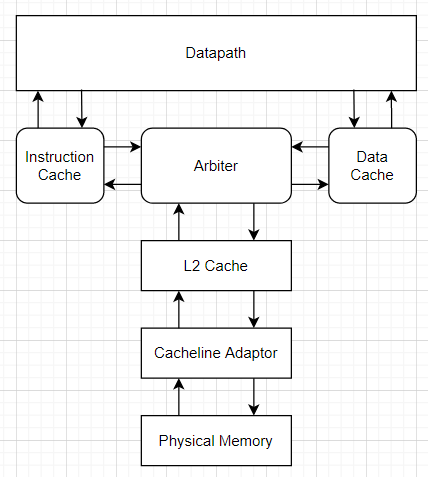 Datapath
Instruction
Cache
Arbiter
Data
Cache
L2 Cache
Cacheline Adaptor
Physical Memory